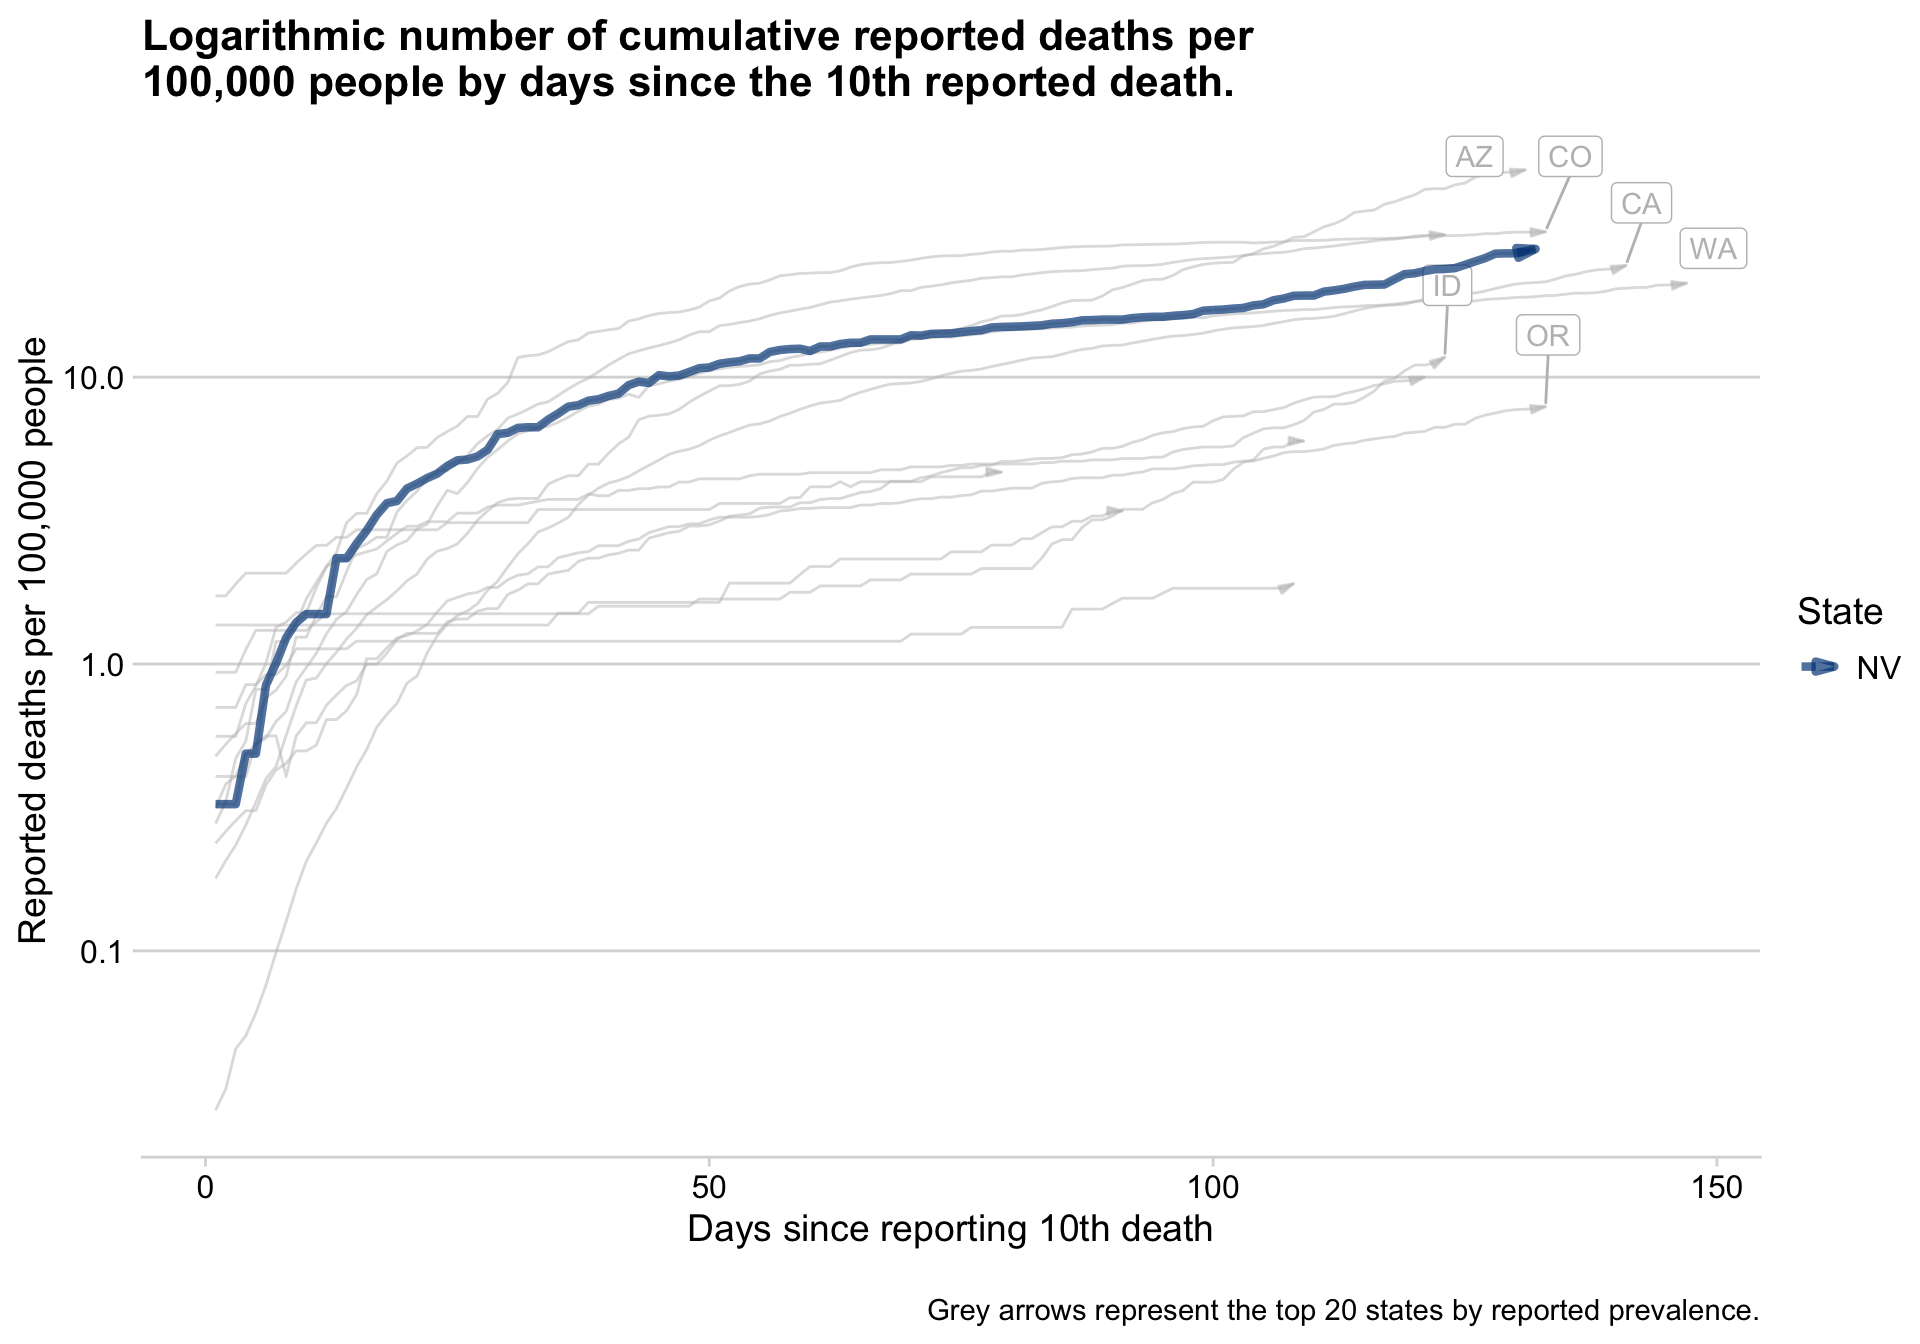 Logarithmic number of cumulative reported deaths per
100,000 people by days since the 10th reported death.
AZ
CO
CA
WA
ID
OR
Reported deaths per 100,000 people
10.0
1.0
0.1
State
NV
0
50
100
150
Days since reporting 10th death
Grey arrows represent the top 20 states by reported prevalence.